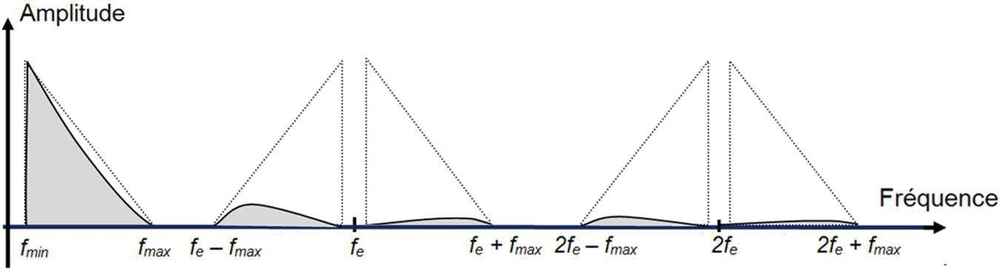 Amplitude
Fréquence
fmin fmax fe – fmax fe fe + fmax 2fe – fmax 2fe 2fe + fmax